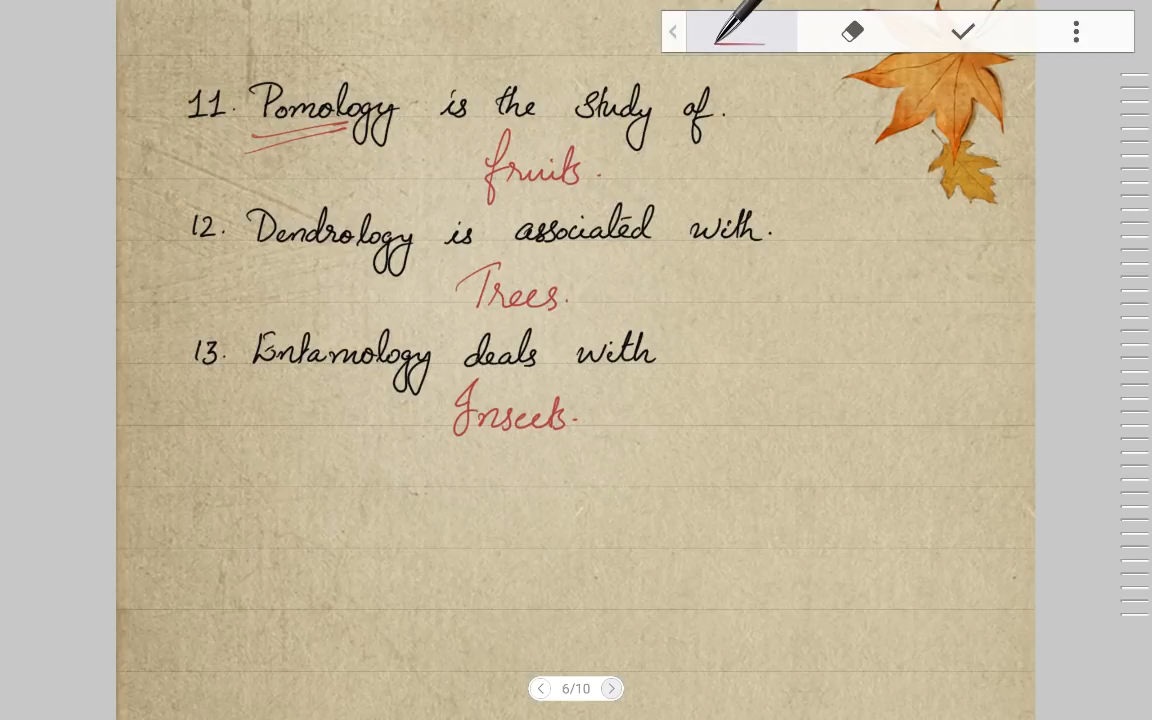 11. Pomology is the study of.
fruits.
12. Dendrology is associated with.
Trees.
13. Entamology deals with
Insects.
6/10